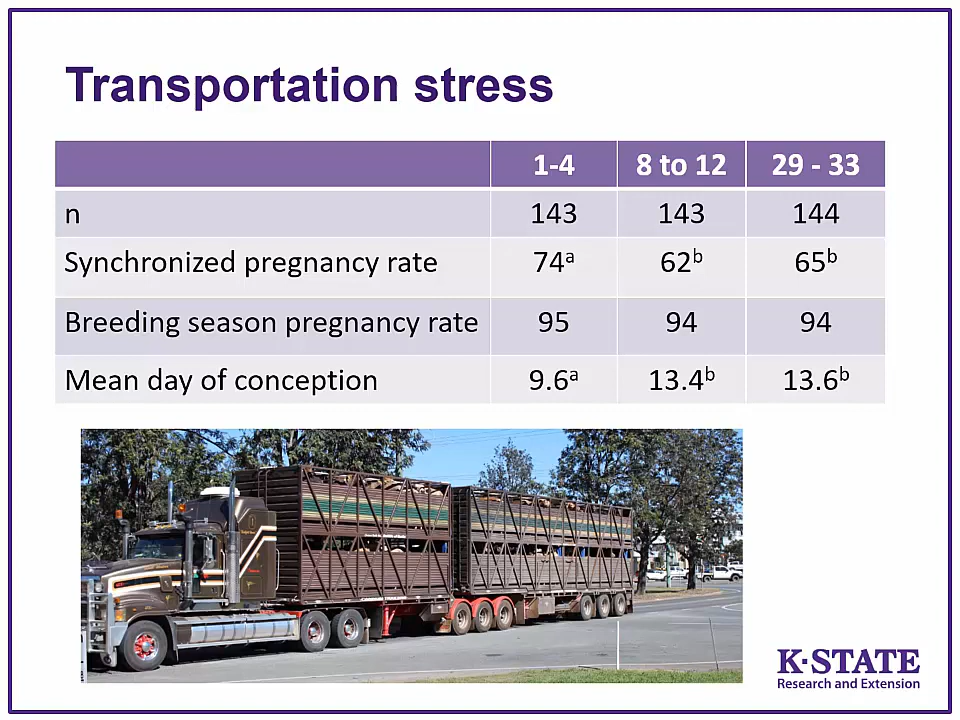 Transportation stress
1-4 8 to 12 29 - 33
n 143 143 144
Synchronized pregnancy rate 74ᵃ 62ᵇ 65ᵇ
Breeding season pregnancy rate 95 94 94
Mean day of conception 9.6ᵃ 13.4ᵇ 13.6ᵇ
K-STATE
Research and Extension